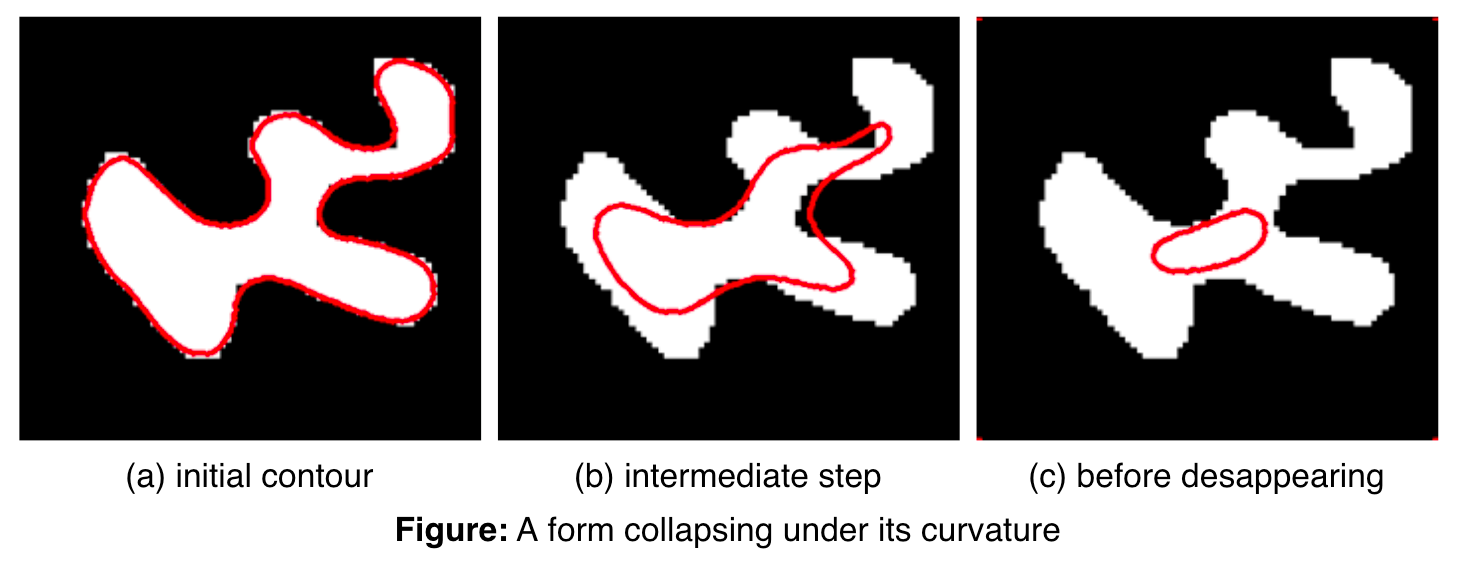 (a) initial contour
(b) intermediate step
(c) before desappearing
Figure: A form collapsing under its curvature